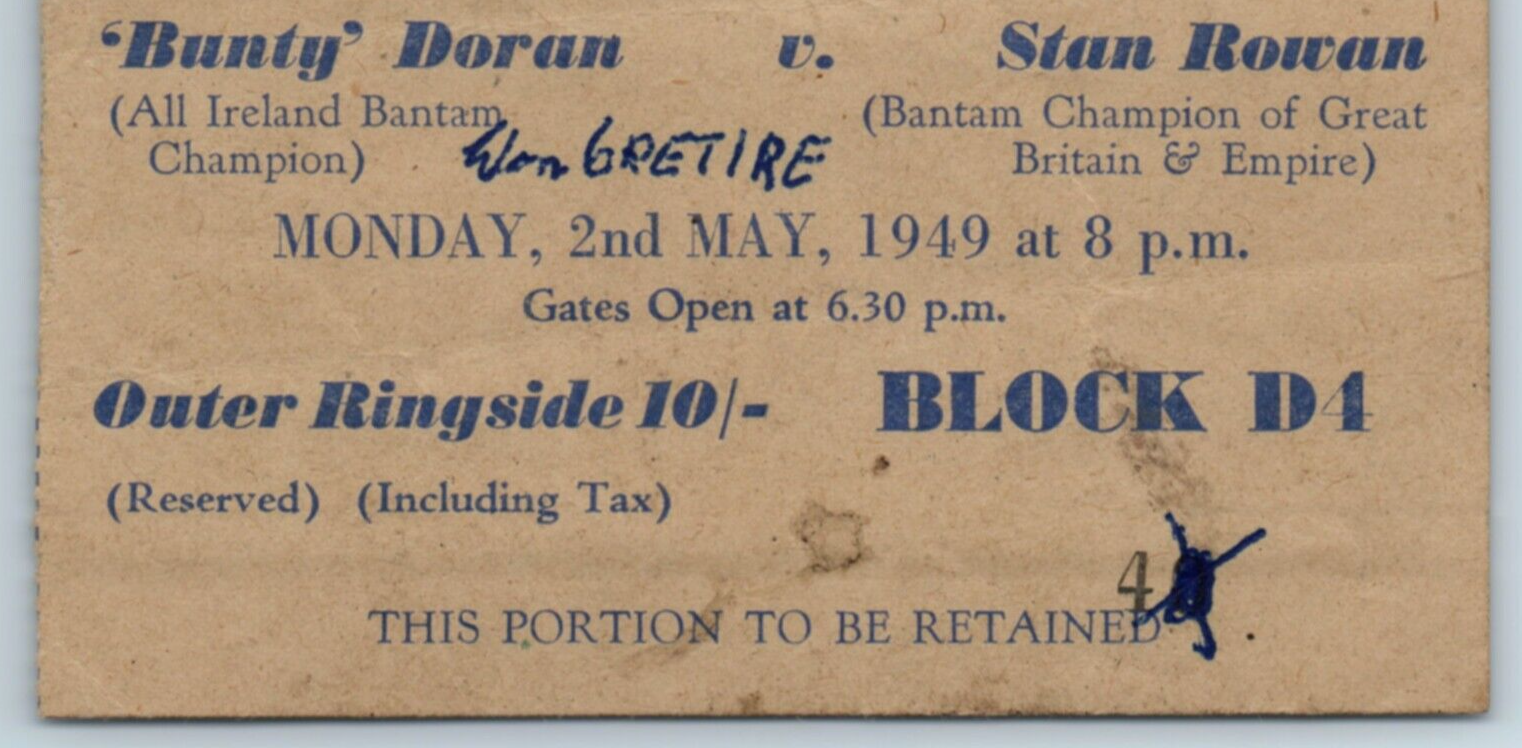 ‘Bunty’ Doran v. Stan Rowan
(All Ireland Bantam Champion) (Bantam Champion of Great Britain & Empire)
Won 6 RETIRE
MONDAY, 2nd MAY, 1949 at 8 p.m.
Gates Open at 6.30 p.m.
Outer Ringside 10/- BLOCK D4
(Reserved) (Including Tax)
4
THIS PORTION TO BE RETAINED